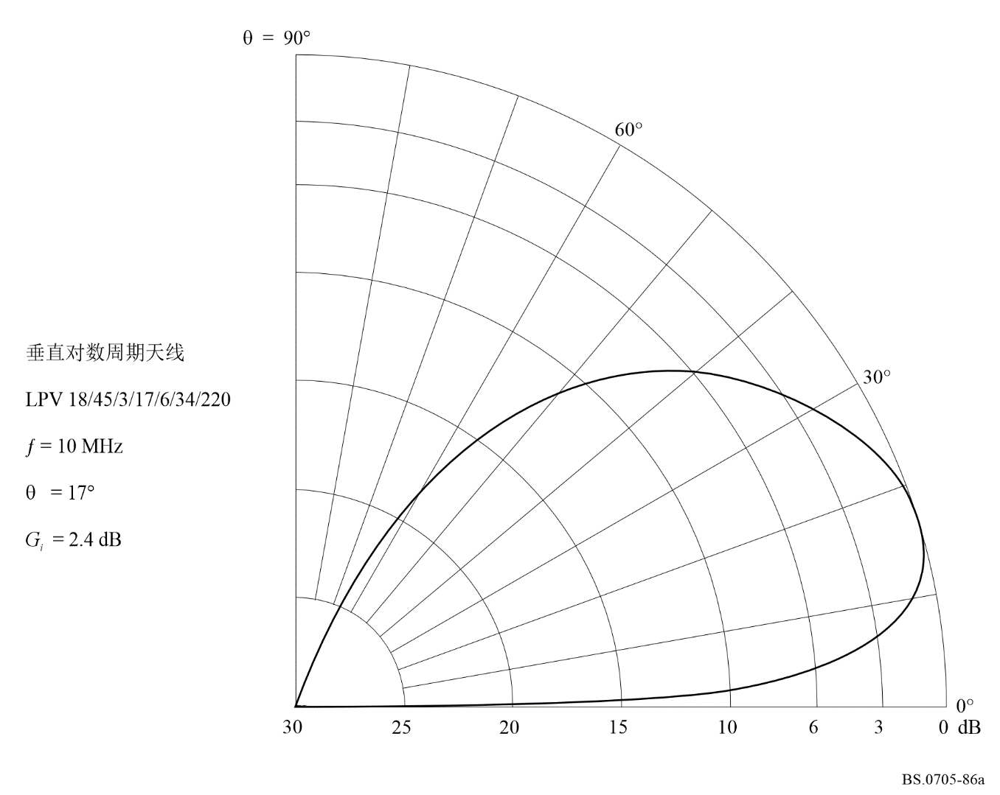 θ = 90°
60°
30°
垂直对数周期天线
LPV 18/45/3/17/6/34/220
f = 10 MHz
θ = 17°
Gi = 2.4 dB
0°
30 25 20 15 10 6 3 0 dB
BS.0705-86a